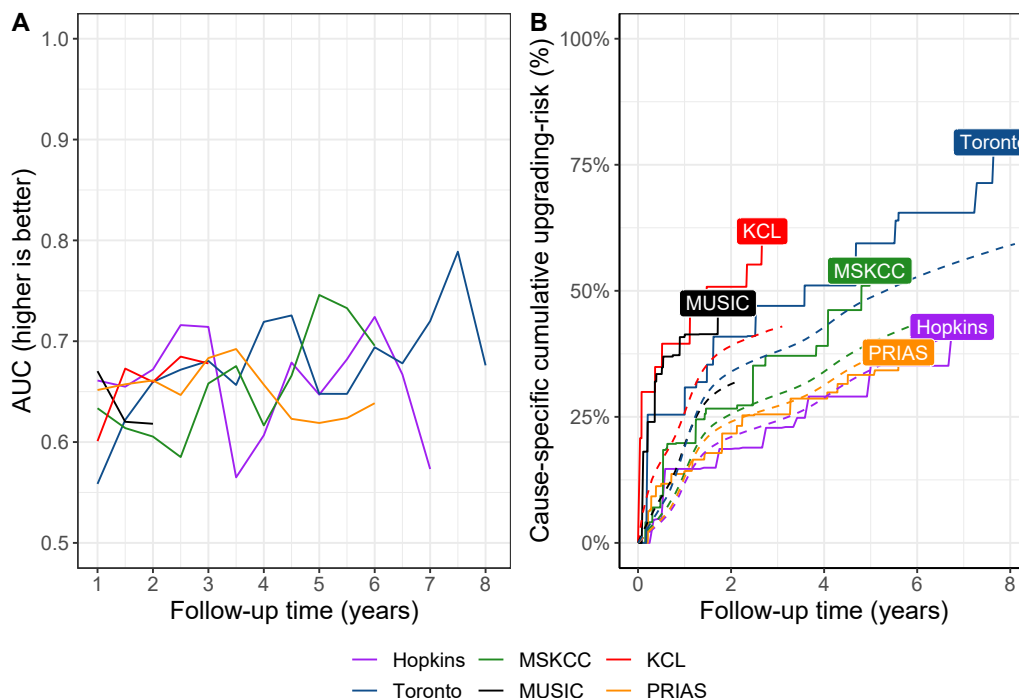 A
AUC (higher is better)
1.0
0.9
0.8
0.7
0.6
0.5
1 2 3 4 5 6 7 8
Follow-up time (years)
B
Cause-specific cumulative upgrading-risk (%)
100%
75%
50%
25%
0%
Toronto
KCL
MSKCC
MUSIC
Hopkins
PRIAS
0 2 4 6 8
Follow-up time (years)
Hopkins MSKCC KCL
Toronto MUSIC PRIAS